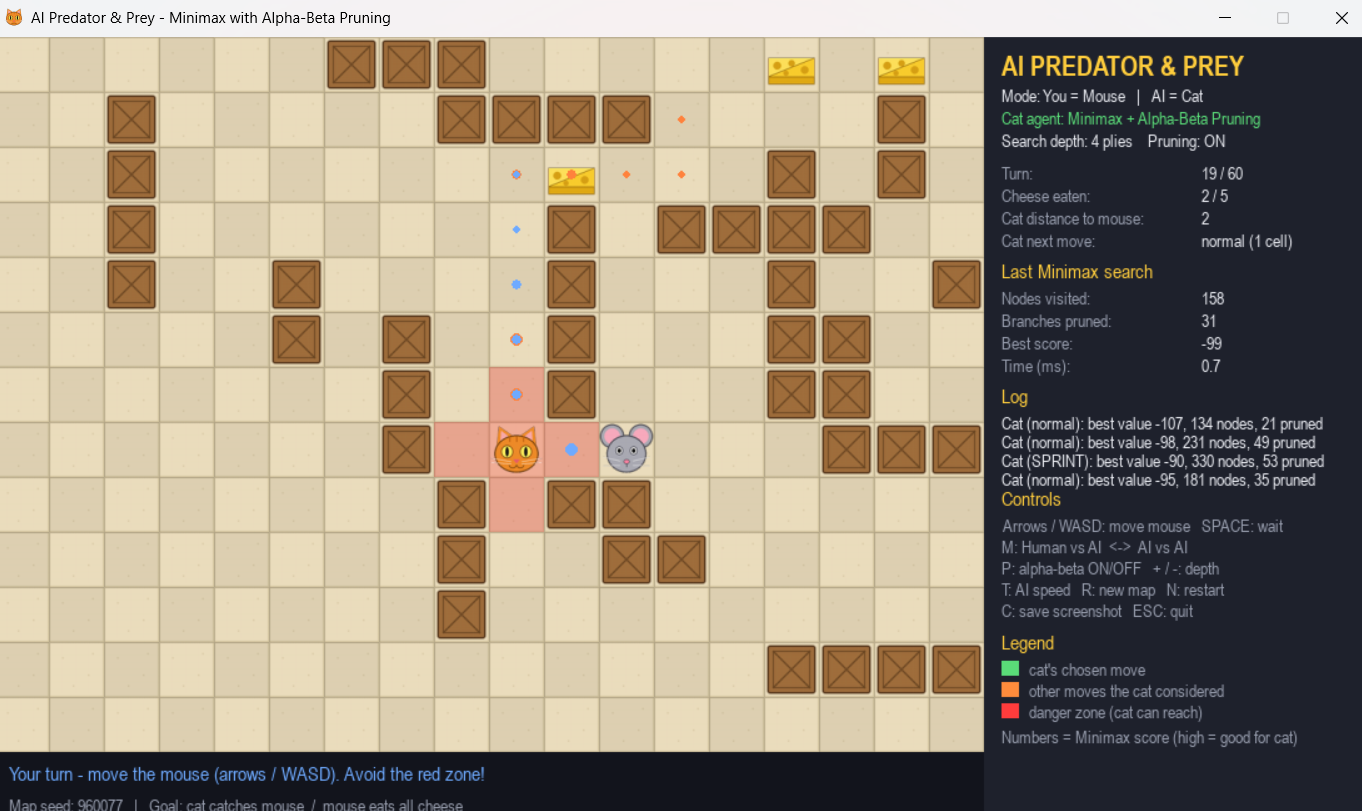 AI Predator & Prey - Minimax with Alpha-Beta Pruning
AI PREDATOR & PREY
Mode: You = Mouse | AI = Cat
Cat agent: Minimax + Alpha-Beta Pruning
Search depth: 4 plies Pruning: ON
Turn: 19 / 60
Cheese eaten: 2 / 5
Cat distance to mouse: 2
Cat next move: normal (1 cell)
Last Minimax search
Nodes visited: 158
Branches pruned: 31
Best score: -99
Time (ms): 0.7
Log
Cat (normal): best value -107, 134 nodes, 21 pruned
Cat (normal): best value -98, 231 nodes, 49 pruned
Cat (SPRINT): best value -90, 330 nodes, 53 pruned
Cat (normal): best value -95, 181 nodes, 35 pruned
Controls
Arrows / WASD: move mouse SPACE: wait
M: Human vs AI <-> AI vs AI
P: alpha-beta ON/OFF + / -: depth
T: AI speed R: new map N: restart
C: save screenshot ESC: quit
Legend
cat's chosen move
other moves the cat considered
danger zone (cat can reach)
Numbers = Minimax score (high = good for cat)
Your turn - move the mouse (arrows / WASD). Avoid the red zone!
Map seed: 960077 | Goal: cat catches mouse / mouse eats all cheese